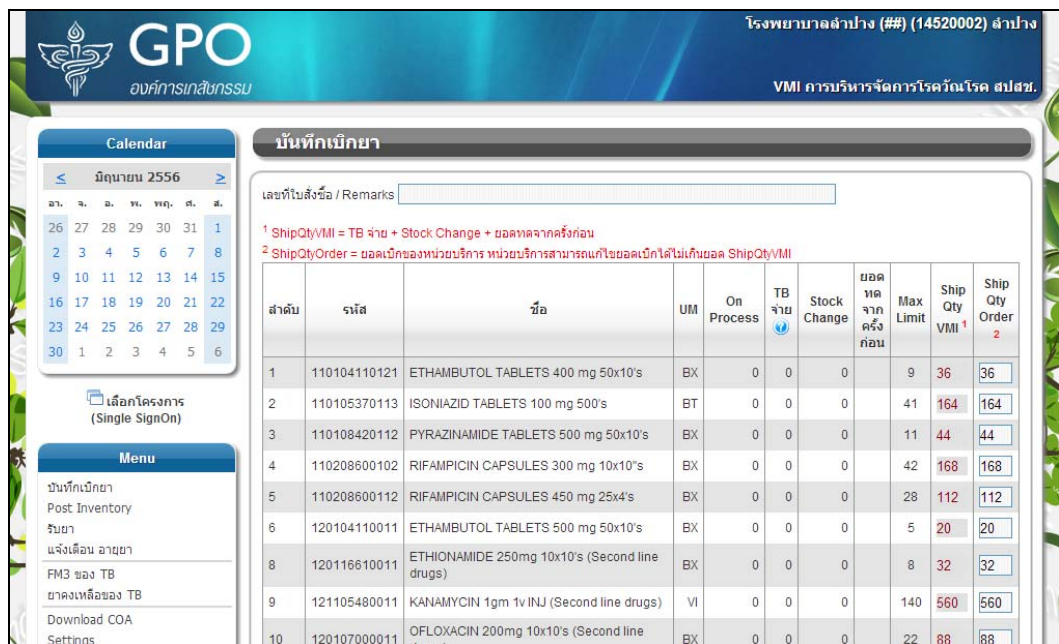 โรงพยาบาลลำปาง (##) (14520002) ลำปาง
GPO
องค์การเภสัชกรรม
VMI การบริหารจัดการโรควัณโรค สปสช.
Calendar
< มิถุนายน 2556 >
อา. จ. อ. พ. พฤ. ศ. ส.
26 27 28 29 30 31 1
2 3 4 5 6 7 8
9 10 11 12 13 14 15
16 17 18 19 20 21 22
23 24 25 26 27 28 29
30 1 2 3 4 5 6
เลือกโครงการ
(Single SignOn)
Menu
บันทึกเบิกยา
Post Inventory
รับยา
แจ้งเตือน อายุยา
FM3 ของ TB
ยาคงเหลือของ TB
Download COA
Settings
บันทึกเบิกยา
เลขที่ใบสั่งซื้อ / Remarks
1 ShipQtyVMI = TB จ่าย + Stock Change + ยอดทดจากครั้งก่อน
2 ShipQtyOrder = ยอดเบิกของหน่วยบริการ หน่วยบริการสามารถแก้ไขยอดเบิกได้ไม่เกินยอด ShipQtyVMI
ลำดับ รหัส ชื่อ UM On Process TB จ่าย ? Stock Change ยอดทดจากครั้งก่อน Max Limit Ship Qty VMI 1 Ship Qty Order 2
1 110104110121 ETHAMBUTOL TABLETS 400 mg 50x10's BX 0 0 0 9 36 36
2 110105370113 ISONIAZID TABLETS 100 mg 500's BT 0 0 0 41 164 164
3 110108420112 PYRAZINAMIDE TABLETS 500 mg 50x10's BX 0 0 0 11 44 44
4 110208600102 RIFAMPICIN CAPSULES 300 mg 10x10"s BX 0 0 0 42 168 168
5 110208600112 RIFAMPICIN CAPSULES 450 mg 25x4's BX 0 0 0 28 112 112
6 120104110011 ETHAMBUTOL TABLETS 500 mg 50x10's BX 0 0 0 5 20 20
8 120116610011 ETHIONAMIDE 250mg 10x10's (Second line drugs) BX 0 0 0 8 32 32
9 121105480011 KANAMYCIN 1gm 1v INJ (Second line drugs) VI 0 0 0 140 560 560
10 120107000011 OFLOXACIN 200mg 10x10's (Second line BX 0 0 0 22 88 88